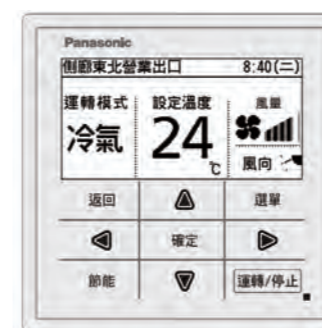 Panasonic
側廊東北營業出口 8:40(二)
運轉模式 設定溫度 風量
冷氣 24℃
風向
返回 選單
確定
節能 運轉/停止